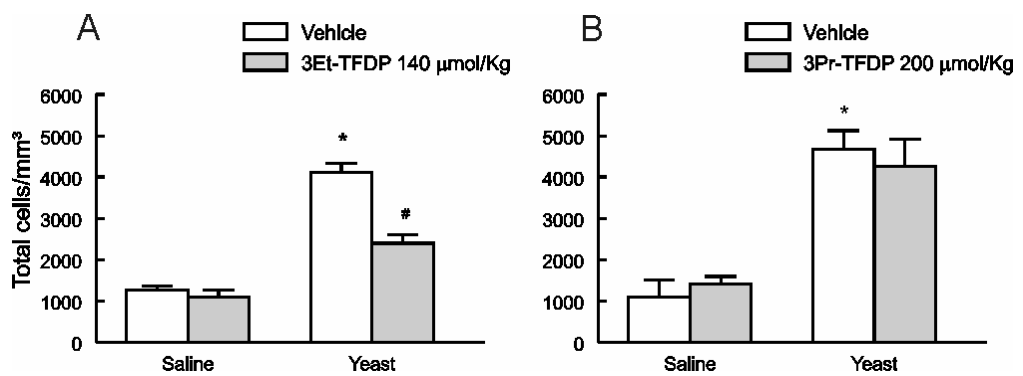 A
Vehicle
3Et-TFDP 140 μmol/Kg
Total cells/mm³
6000
5000
4000
3000
2000
1000
0
*
#
Saline
Yeast
B
Vehicle
3Pr-TFDP 200 μmol/Kg
6000
5000
4000
3000
2000
1000
0
*
Saline
Yeast